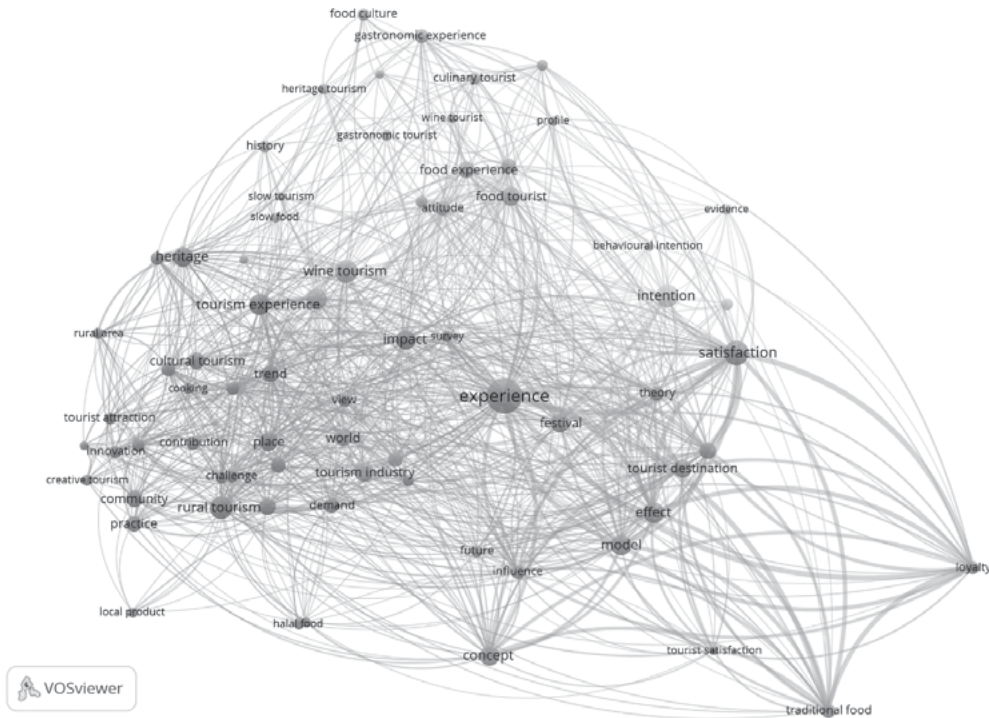 food culture
gastronomic experience
culinary tourist
heritage tourism
wine tourist
profile
gastronomic tourist
history
food experience
slow tourism
food tourist
attitude
evidence
slow food
behavioural intention
heritage
wine tourism
intention
tourism experience
rural area
survey
impact
satisfaction
cultural tourism
trend
cooking
theory
experience
view
tourist attraction
festival
world
place
contribution
innovation
tourist destination
tourism industry
challenge
creative tourism
community
demand
rural tourism
effect
practice
model
future
loyalty
influence
local product
halal food
tourist satisfaction
concept
VOSviewer
traditional food